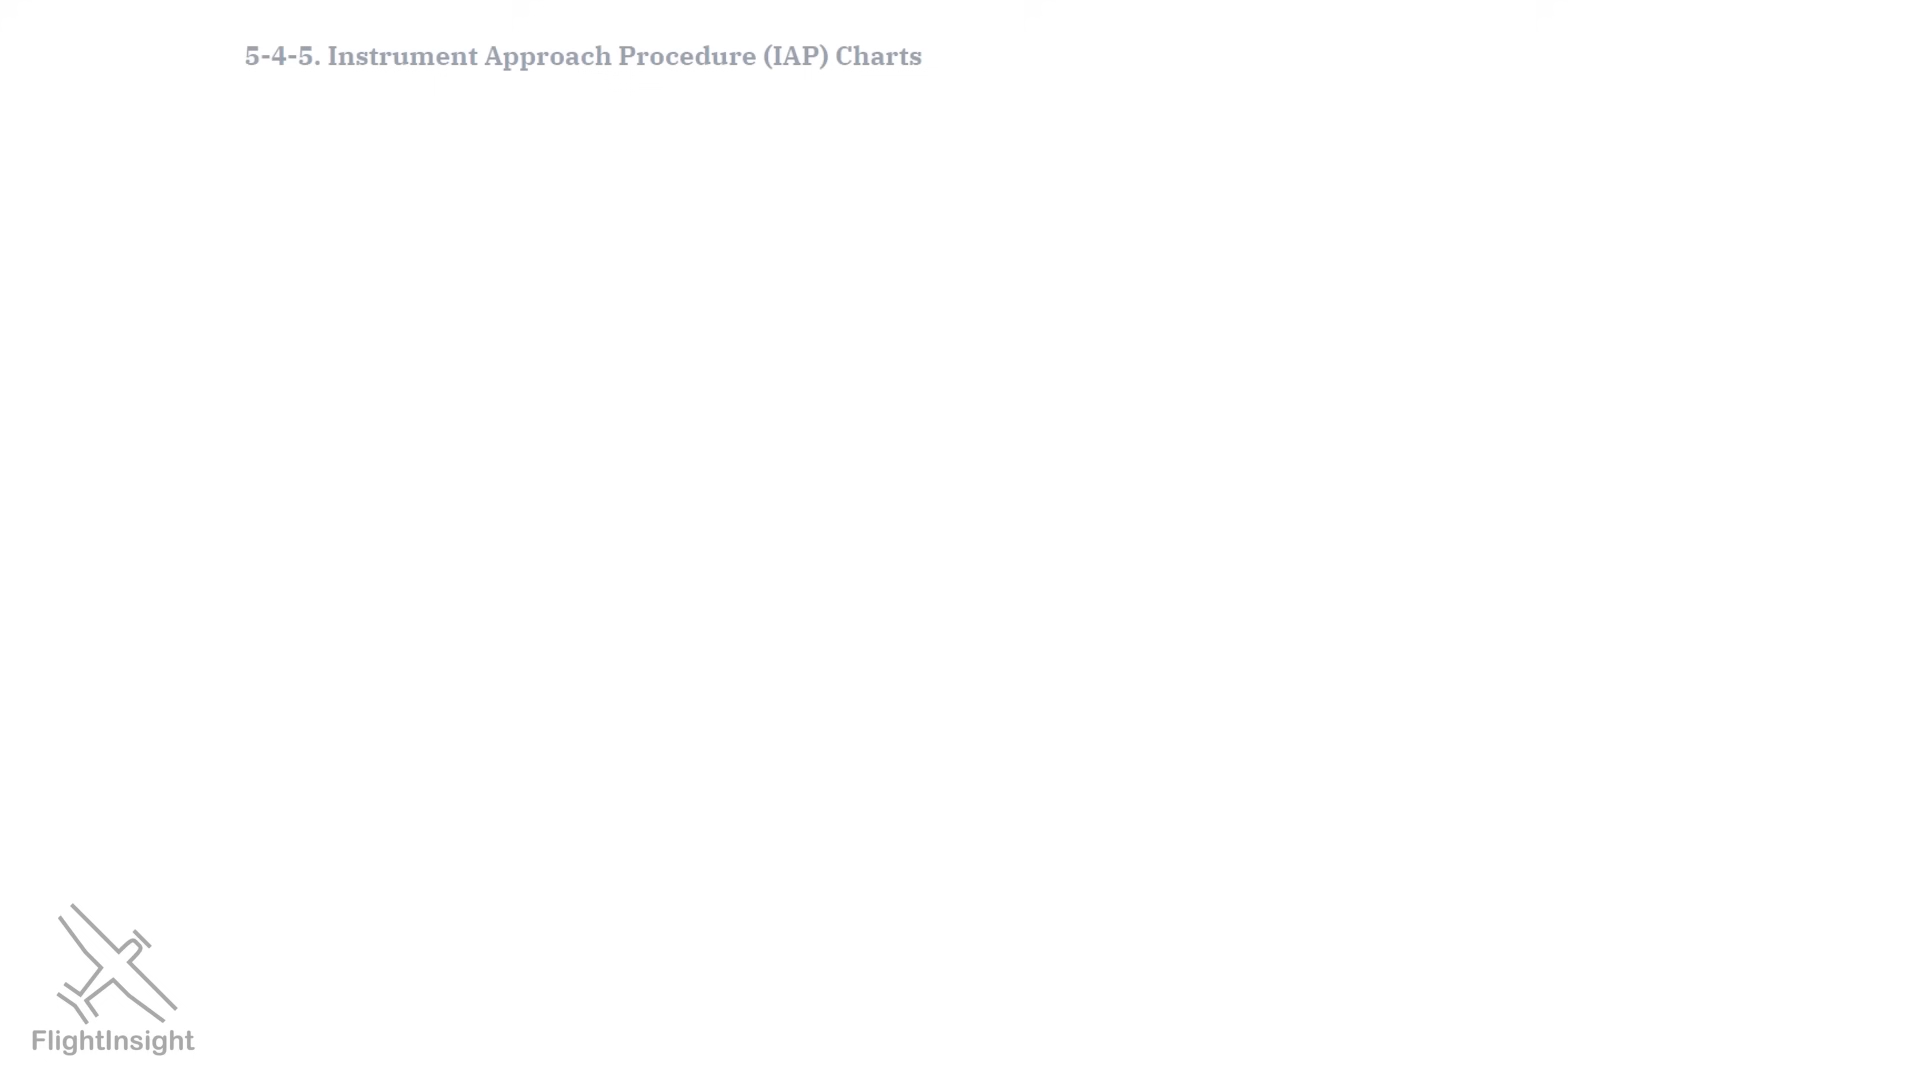 5-4-5. Instrument Approach Procedure (IAP) Charts
FlightInsight